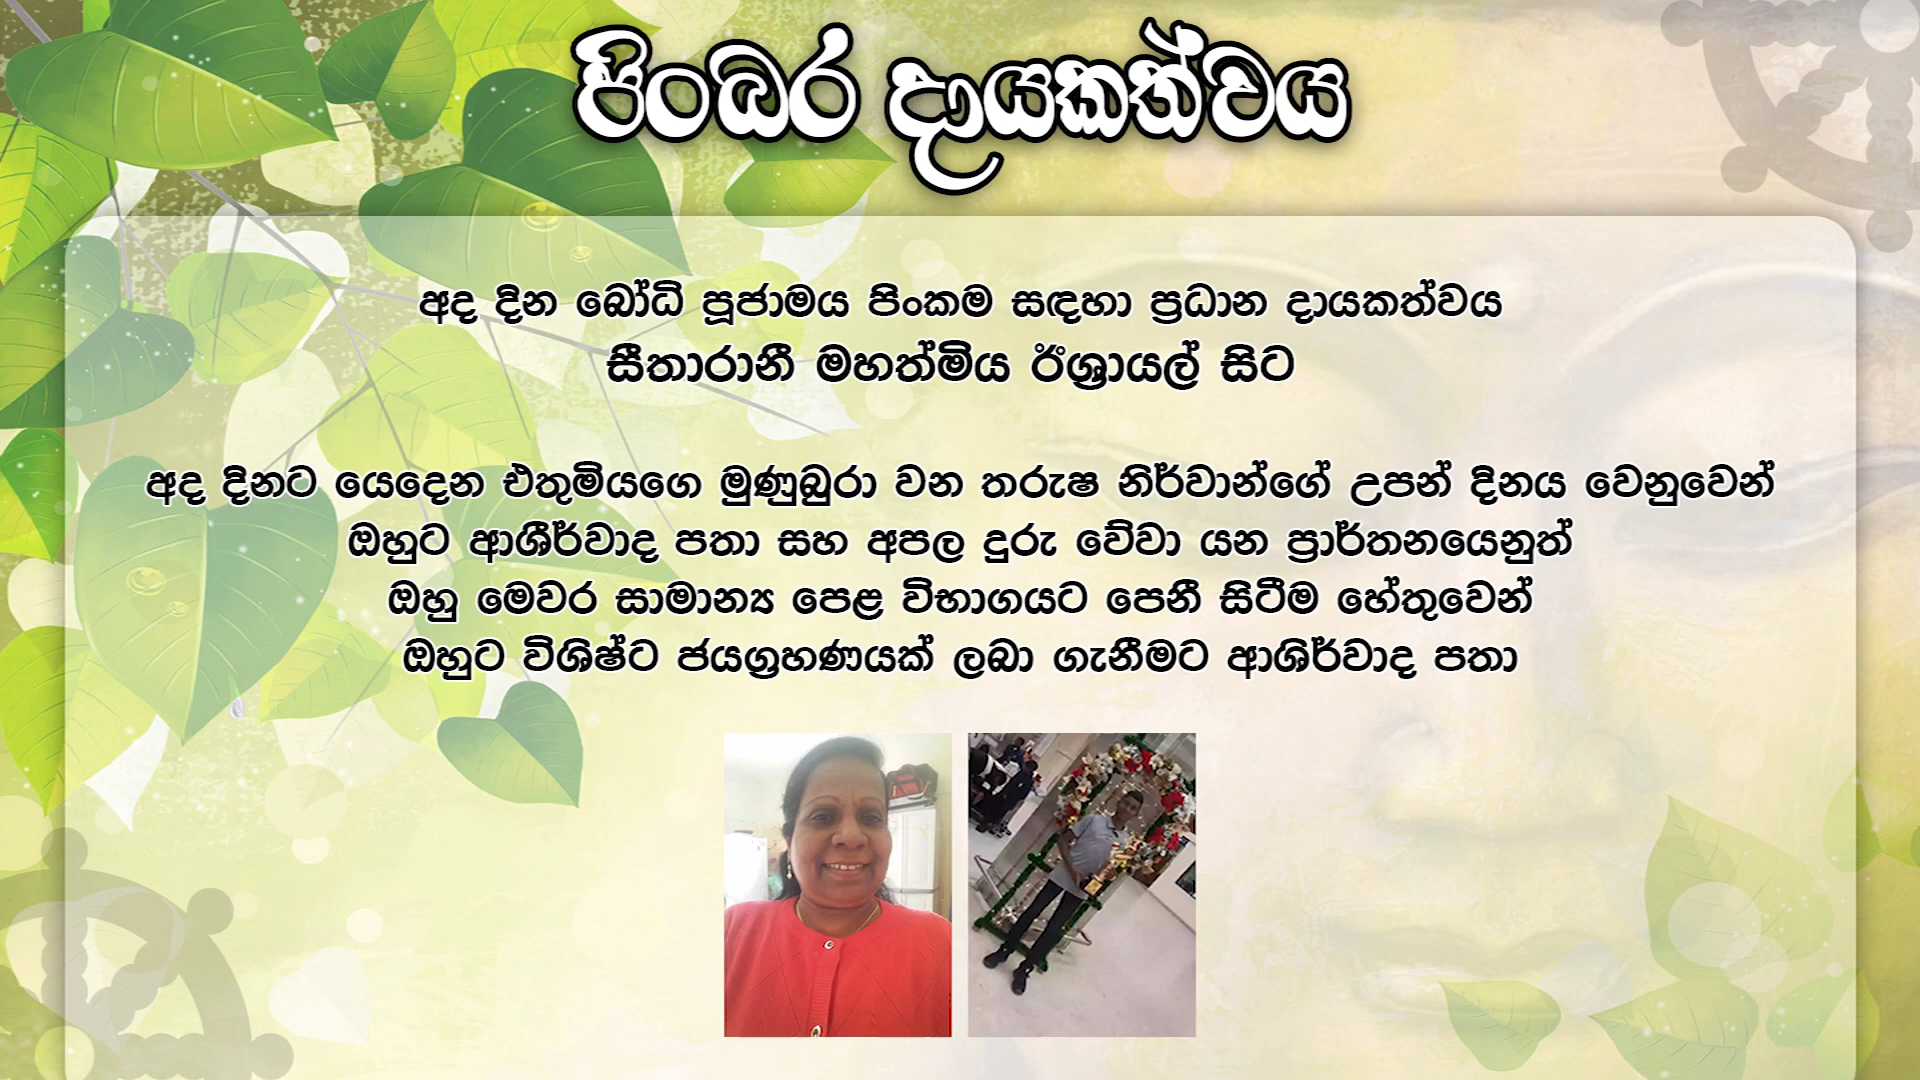 පිංබර දායකත්වය
අද දින බෝධි පූජාමය පිංකම සඳහා ප්‍රධාන දායකත්වය
සීතාරානී මහත්මිය ඊශ්‍රායල් සිට
අද දිනට යෙදෙන එතුමියගෙ මුණුබුරා වන තරුෂ නිර්වාන්ගේ උපන් දිනය වෙනුවෙන්
ඔහුට ආශීර්වාද පතා සහ අපල දුරු වේවා යන ප්‍රාර්තනයෙනුත්
ඔහු මෙවර සාමාන්‍ය පෙළ විභාගයට පෙනී සිටීම හේතුවෙන්
ඔහුට විශිෂ්ට ජයග්‍රහණයක් ලබා ගැනීමට ආශිර්වාද පතා